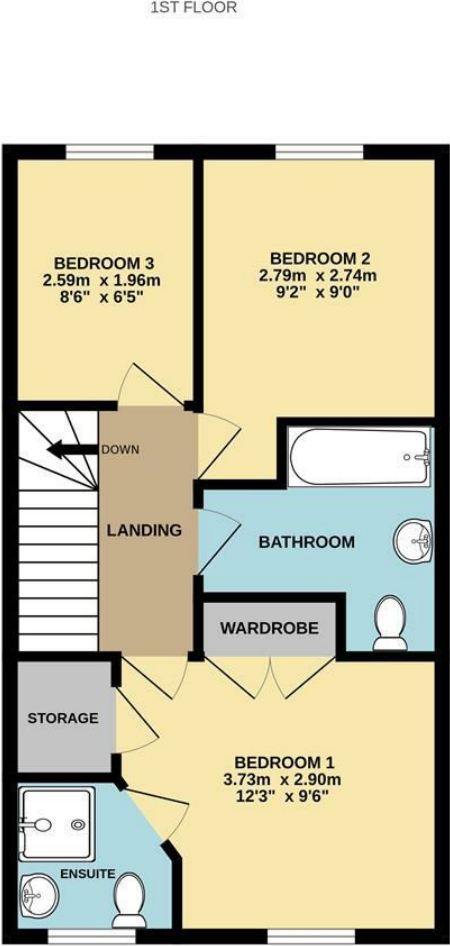 1ST FLOOR
BEDROOM 3
2.59m x 1.96m
8'6" x 6'5"
BEDROOM 2
2.79m x 2.74m
9'2" x 9'0"
DOWN
LANDING
BATHROOM
WARDROBE
STORAGE
BEDROOM 1
3.73m x 2.90m
12'3" x 9'6"
ENSUITE